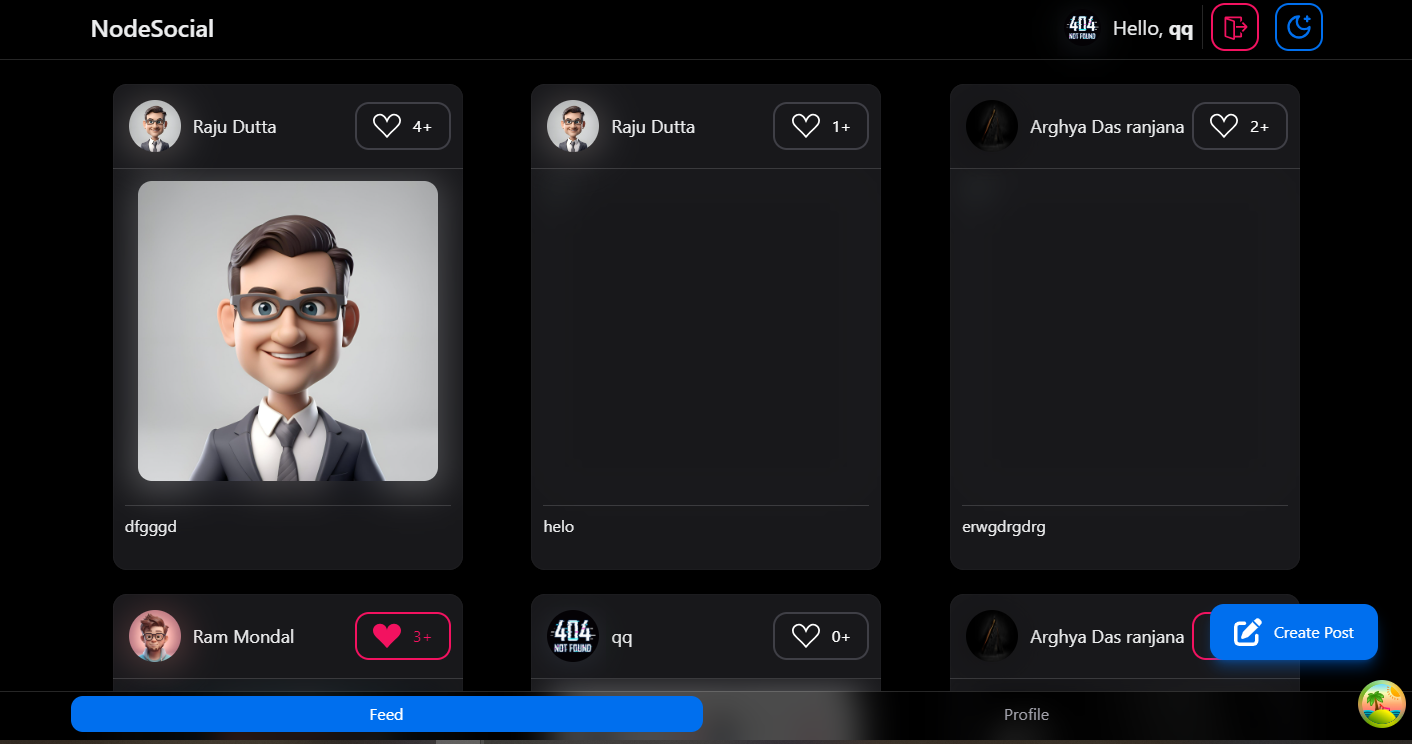 NodeSocial
404
NOT FOUND
Hello, qq
Raju Dutta
4+
Raju Dutta
1+
Arghya Das ranjana
2+
dfgggd
helo
erwgdrgdrg
Ram Mondal
3+
404
NOT FOUND
qq
0+
Arghya Das ranjana
Create Post
Feed
Profile